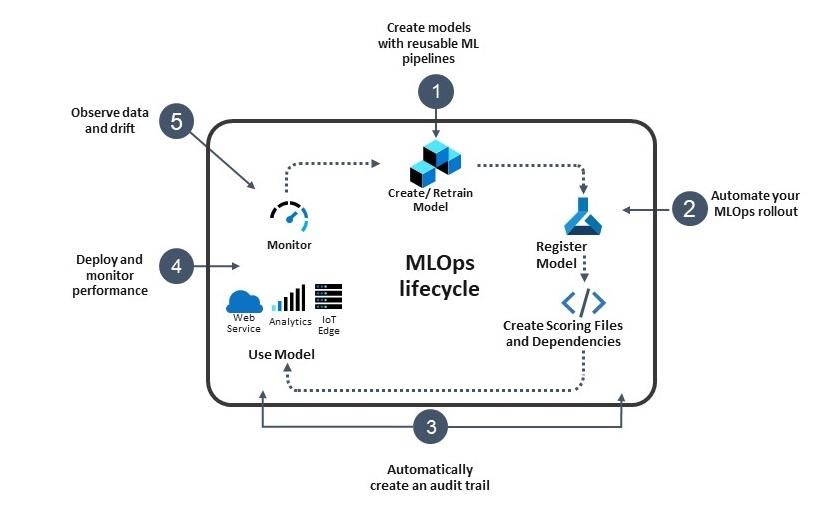 Create models
with reusable ML
pipelines
1
Observe data
and drift
5
Create/ Retrain
Model
2
Automate your
MLOps rollout
Monitor
Register
Model
Deploy and
monitor
performance
4
MLOps
lifecycle
Web
Service
Analytics
IoT
Edge
</>
Create Scoring Files
and Dependencies
Use Model
3
Automatically
create an audit trail